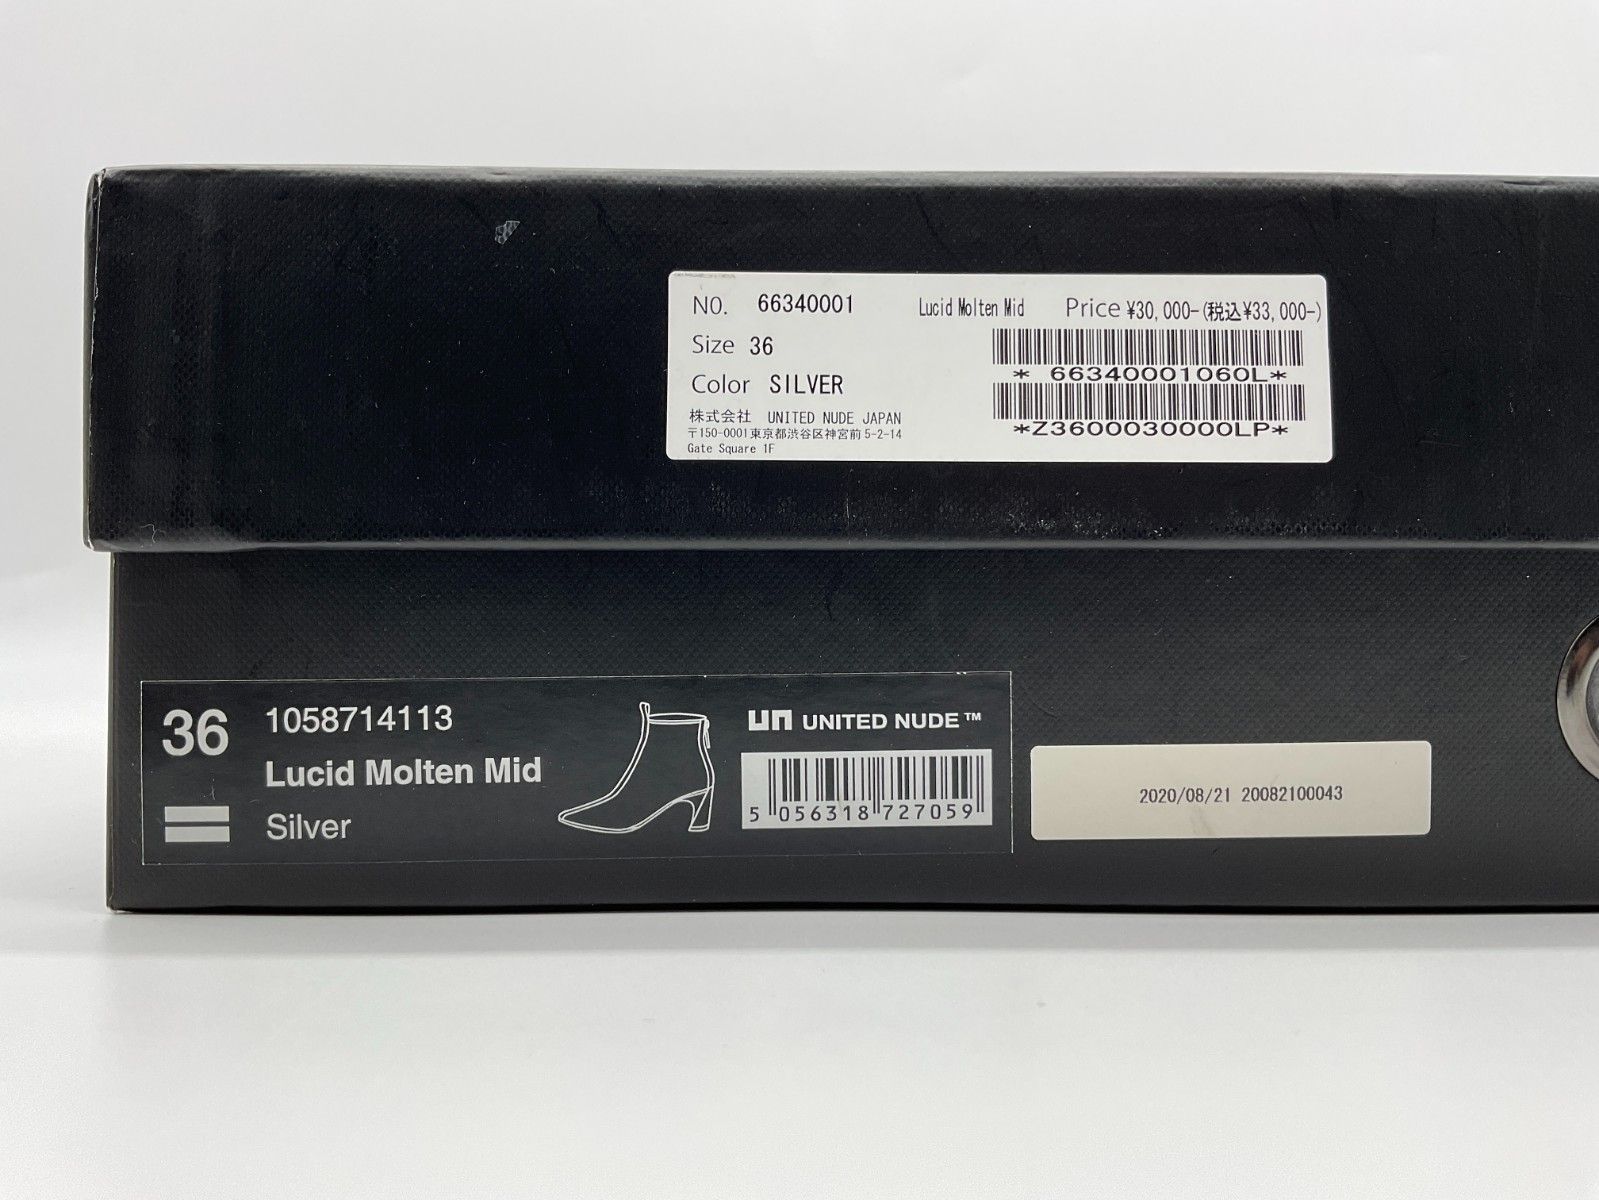 NO. 66340001 Lucid Molten Mid Price ¥30,000-(税込¥33,000-)
Size 36
* 66340001060L*
Color SILVER
株式会社 UNITED NUDE JAPAN
〒150-0001東京都渋谷区神宮前5-2-14
*Z3600030000LP*
Gate Square 1F
36 1058714113
Lucid Molten Mid
Silver
UN UNITED NUDE™
5 056318 727059
2020/08/21 20082100043